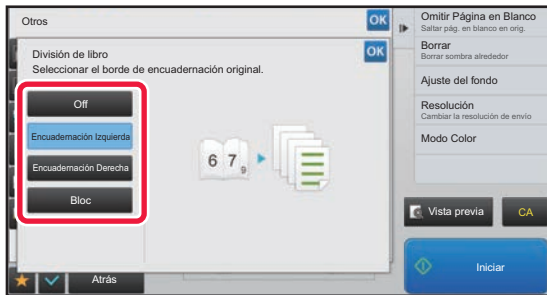 Otros
OK
División de libro
OK
Seleccionar el borde de encuadernación original.
Off
Encuadernación Izquierda
Encuadernación Derecha
Bloc
6 7 9
Atrás
Omitir Página en Blanco
Saltar pág. en blanco en orig.
Borrar
Borrar sombra alrededor
Ajuste del fondo
Resolución
Cambiar la resolución de envío
Modo Color
Vista previa
CA
Iniciar